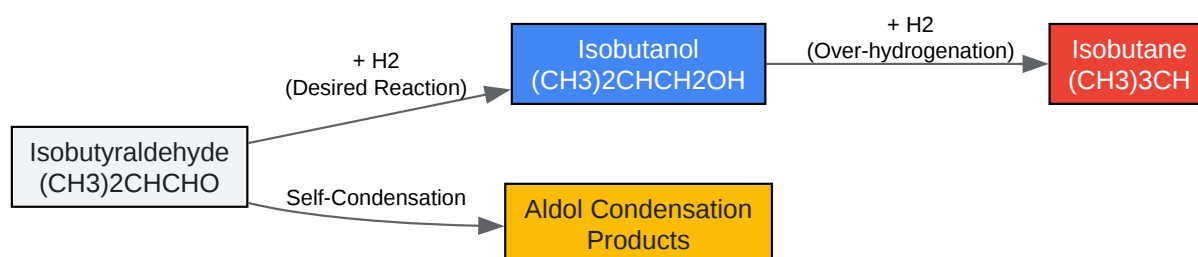 + H2
(Desired Reaction)
Isobutanol
(CH3)2CHCH2OH
+ H2
(Over-hydrogenation)
Isobutane
(CH3)3CH
Isobutyraldehyde
(CH3)2CHCHO
Self-Condensation
Aldol Condensation
Products